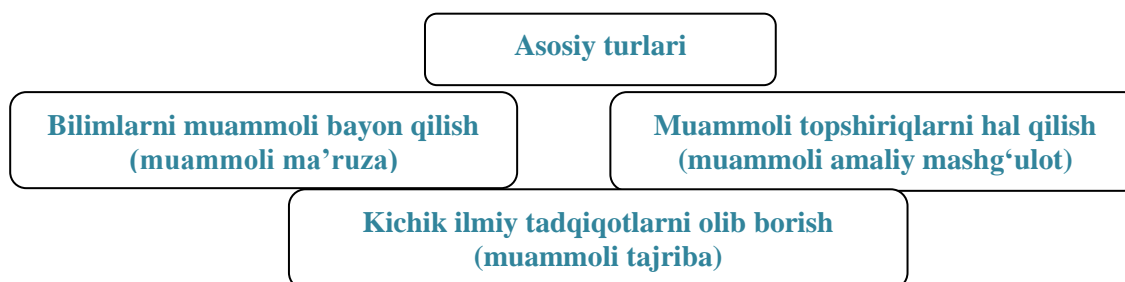 Asosiy turlari
Bilimlarni muammoli bayon qilish
(muammoli ma’ruza)
Muammoli topshiriqlarni hal qilish
(muammoli amaliy mashg‘ulot)
Kichik ilmiy tadqiqotlarni olib borish
(muammoli tajriba)